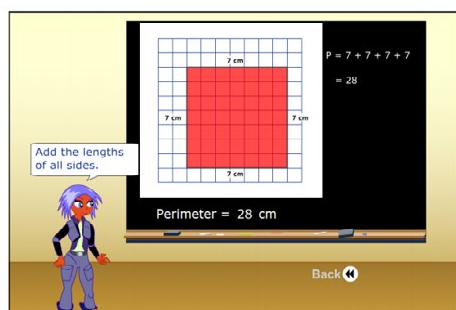 7 cm
P = 7 + 7 + 7 + 7
= 28
7 cm
7 cm
7 cm
Add the lengths
of all sides.
Perimeter = 28 cm
Back